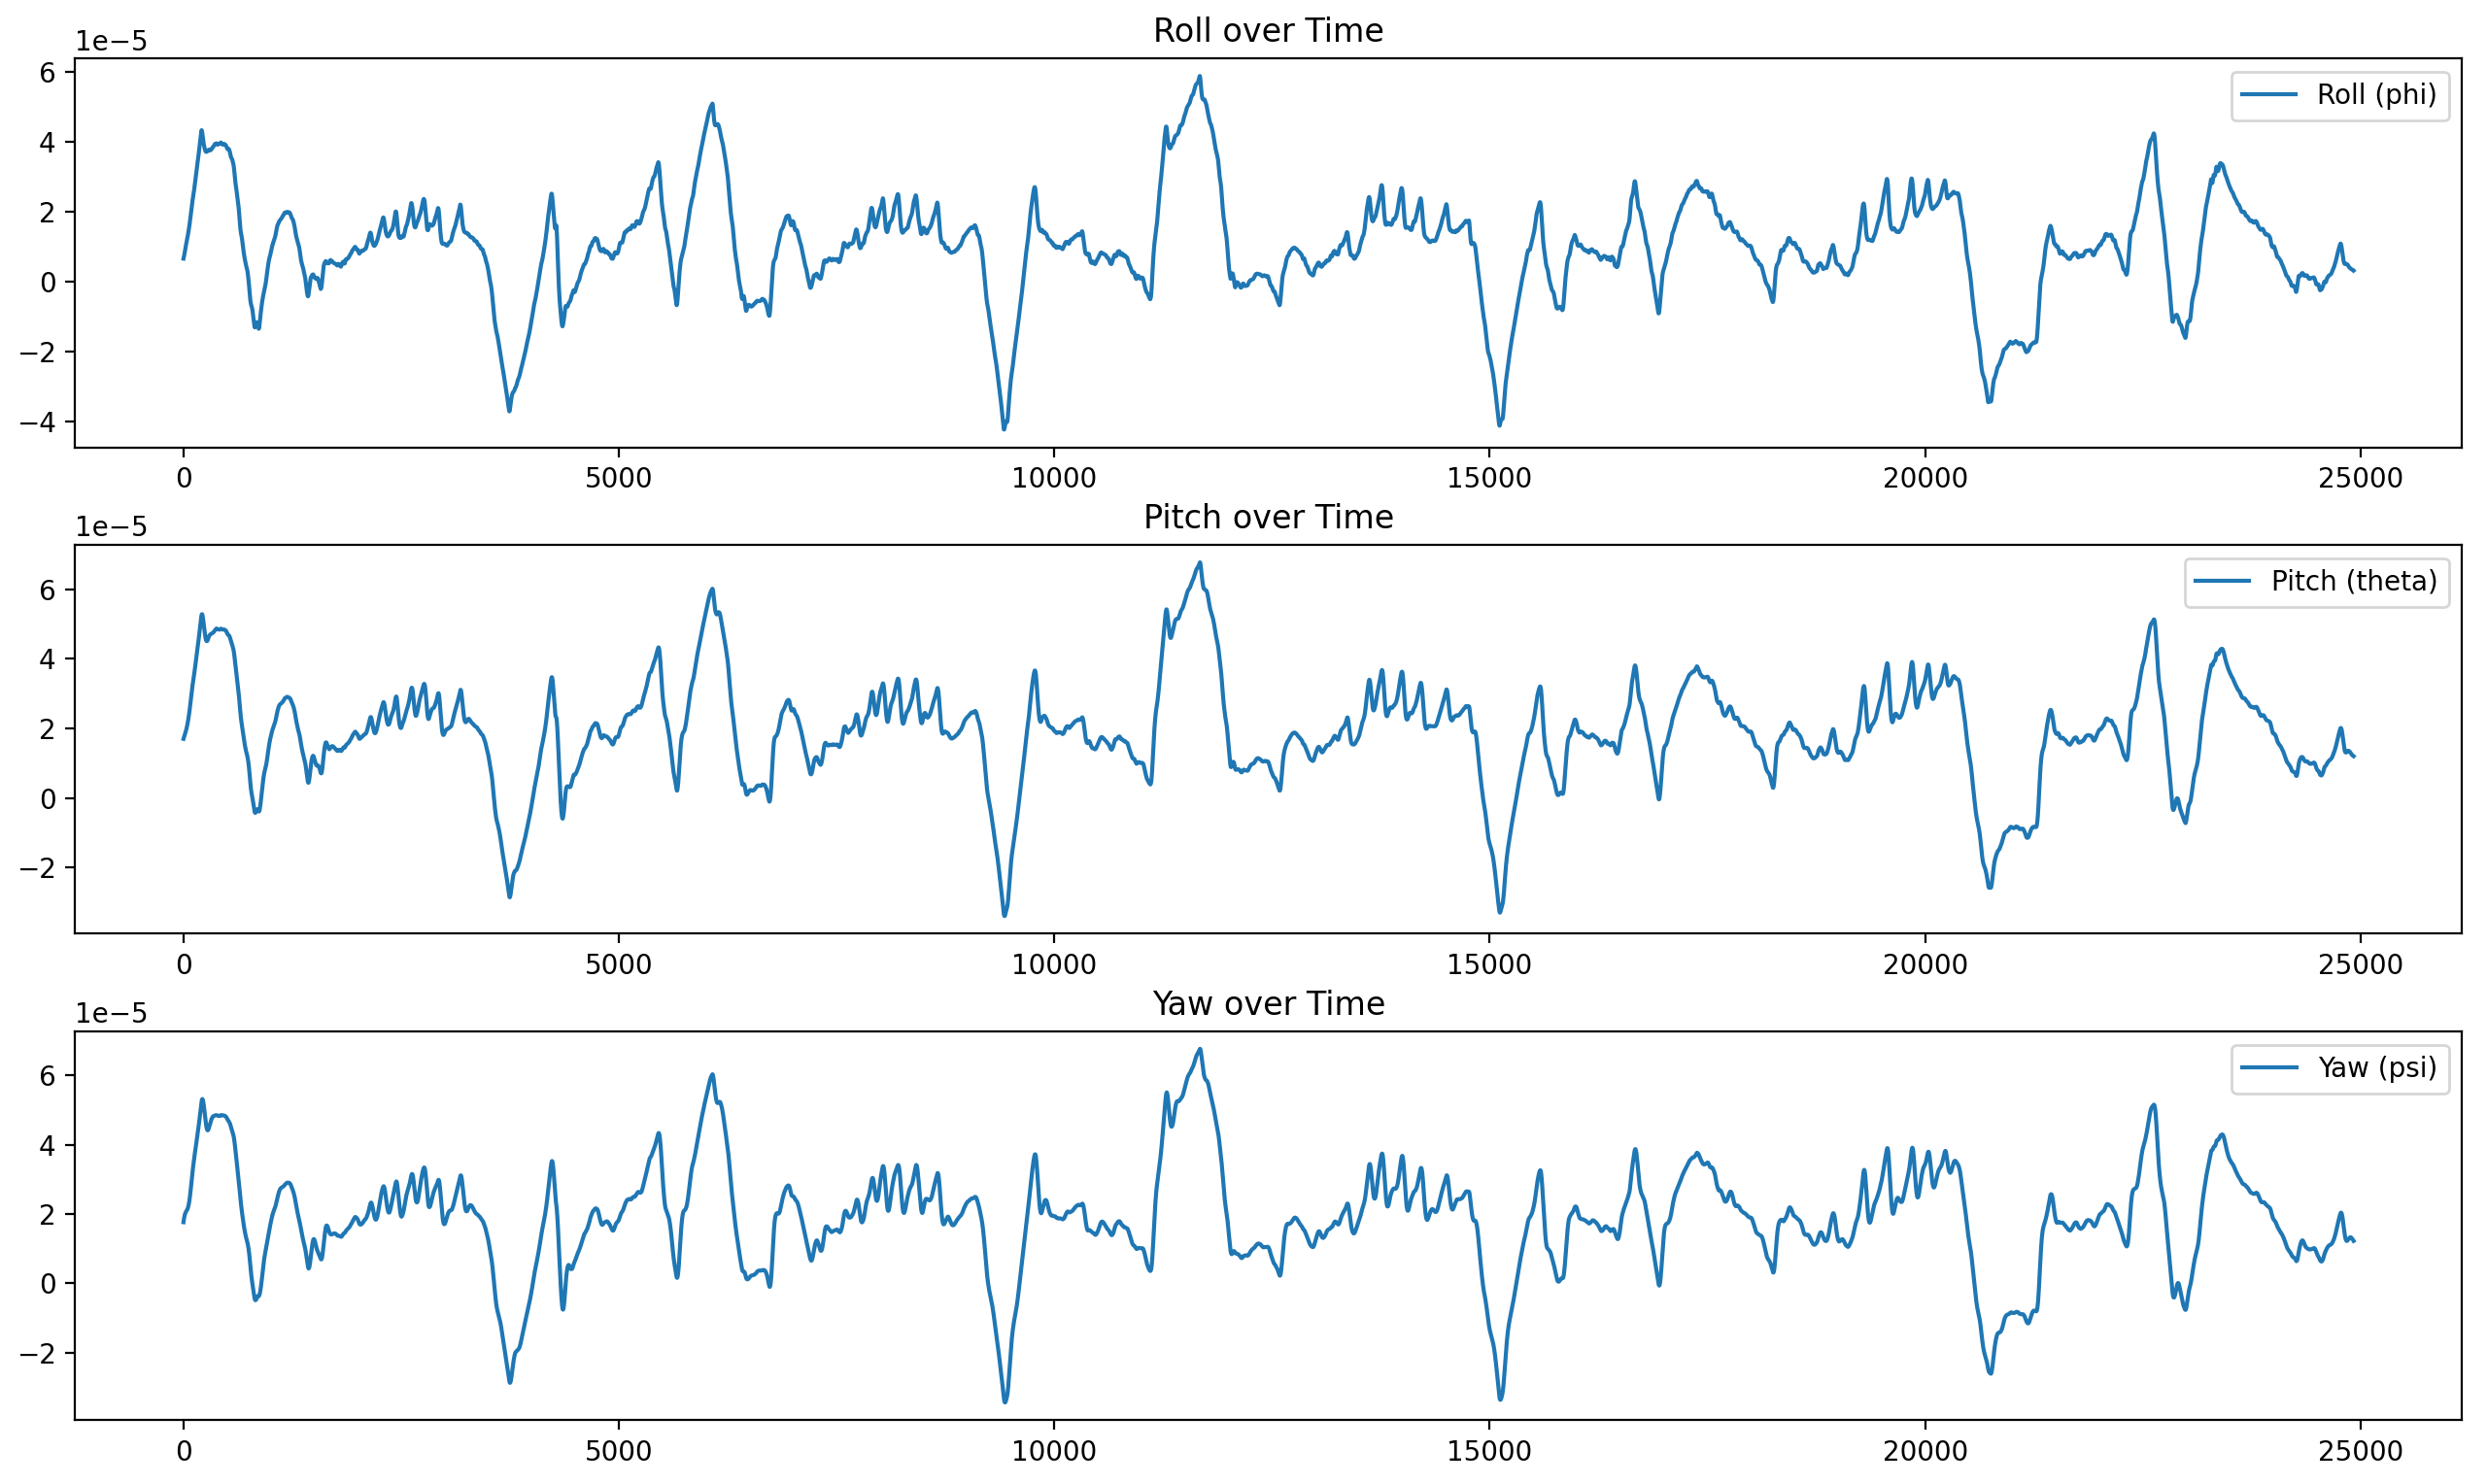 Roll over Time
1e−5
Roll (phi)
6
4
2
0
−2
−4
0 5000 10000 15000 20000 25000
Pitch over Time
1e−5
Pitch (theta)
6
4
2
0
−2
0 5000 10000 15000 20000 25000
Yaw over Time
1e−5
Yaw (psi)
6
4
2
0
−2
0 5000 10000 15000 20000 25000